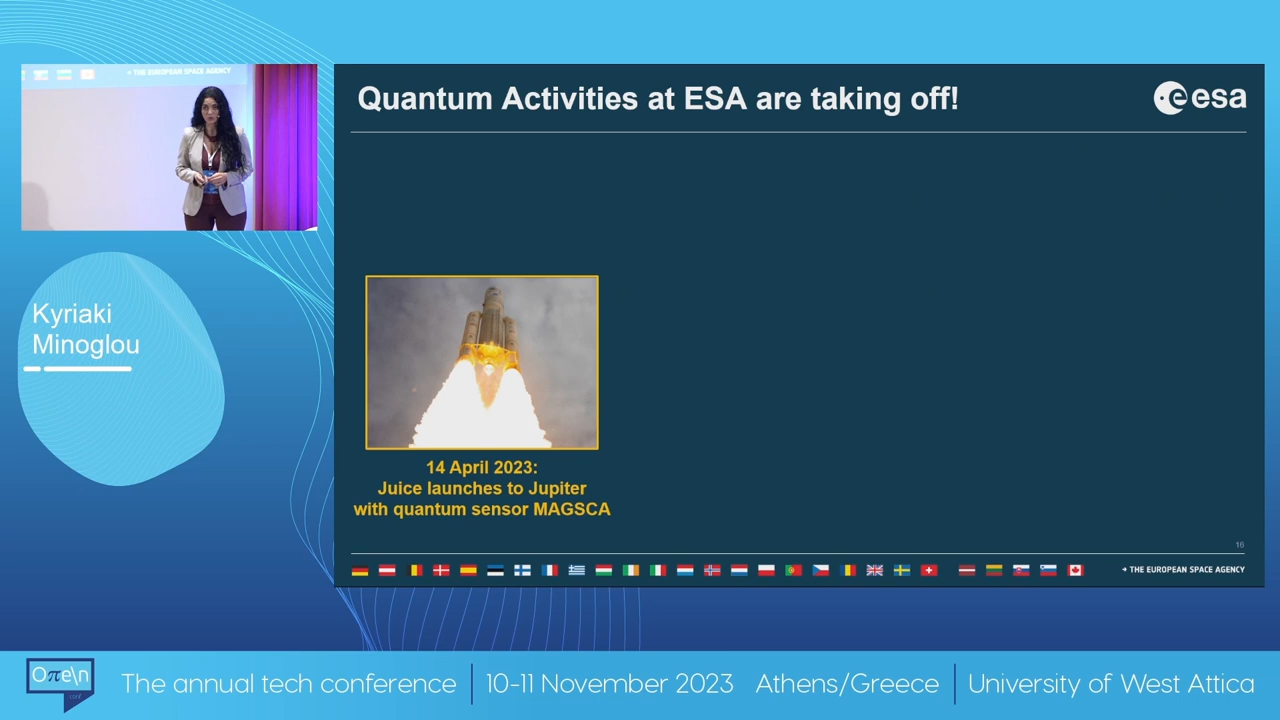 → THE EUROPEAN SPACE AGENCY
Quantum Activities at ESA are taking off!
esa
Kyriaki
Minoglou
14 April 2023:
Juice launches to Jupiter
with quantum sensor MAGSCA
16
→ THE EUROPEAN SPACE AGENCY
Oπe\n
conf
The annual tech conference
10-11 November 2023
Athens/Greece
University of West Attica